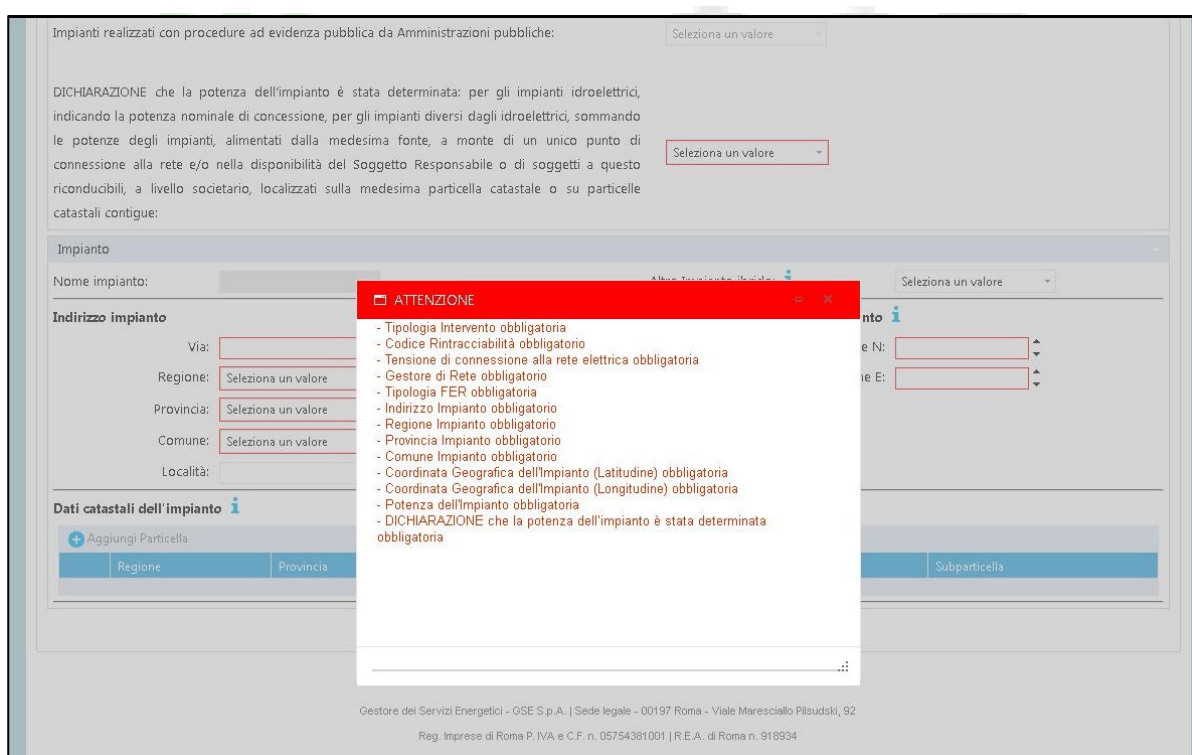 Impianti realizzati con procedure ad evidenza pubblica da Amministrazioni pubbliche:
Seleziona un valore
DICHIARAZIONE che la potenza dell'impianto è stata determinata: per gli impianti idroelettrici,
indicando la potenza nominale di concessione, per gli impianti diversi dagli idroelettrici, sommando
le potenze degli impianti, alimentati dalla medesima fonte, a monte di un unico punto di
connessione alla rete e/o nella disponibilità del Soggetto Responsabile o di soggetti a questo
riconducibili, a livello societario, localizzati sulla medesima particella catastale o su particelle
catastali contigue:
Seleziona un valore
Impianto
Nome impianto:
Seleziona un valore
Indirizzo impianto
Via:
Regione: Seleziona un valore
Provincia: Seleziona un valore
Comune: Seleziona un valore
Località:
nto
e N:
ne E:
ATTENZIONE
- Tipologia Intervento obbligatoria
- Codice Rintracciabilità obbligatorio
- Tensione di connessione alla rete elettrica obbligatoria
- Gestore di Rete obbligatorio
- Tipologia FER obbligatoria
- Indirizzo Impianto obbligatorio
- Regione Impianto obbligatorio
- Provincia Impianto obbligatorio
- Comune Impianto obbligatorio
- Coordinata Geografica dell'Impianto (Latitudine) obbligatoria
- Coordinata Geografica dell'Impianto (Longitudine) obbligatoria
- Potenza dell'Impianto obbligatoria
- DICHIARAZIONE che la potenza dell'impianto è stata determinata
obbligatoria
Dati catastali dell'impianto
Aggiungi Particella
Regione Provincia Subparticella
Gestore dei Servizi Energetici - GSE S.p.A. | Sede legale - 00197 Roma - Viale Maresciallo Pilsudski, 92
Reg. Imprese di Roma P. IVA e C.F. n. 05754381001 | R.E.A. di Roma n. 918934